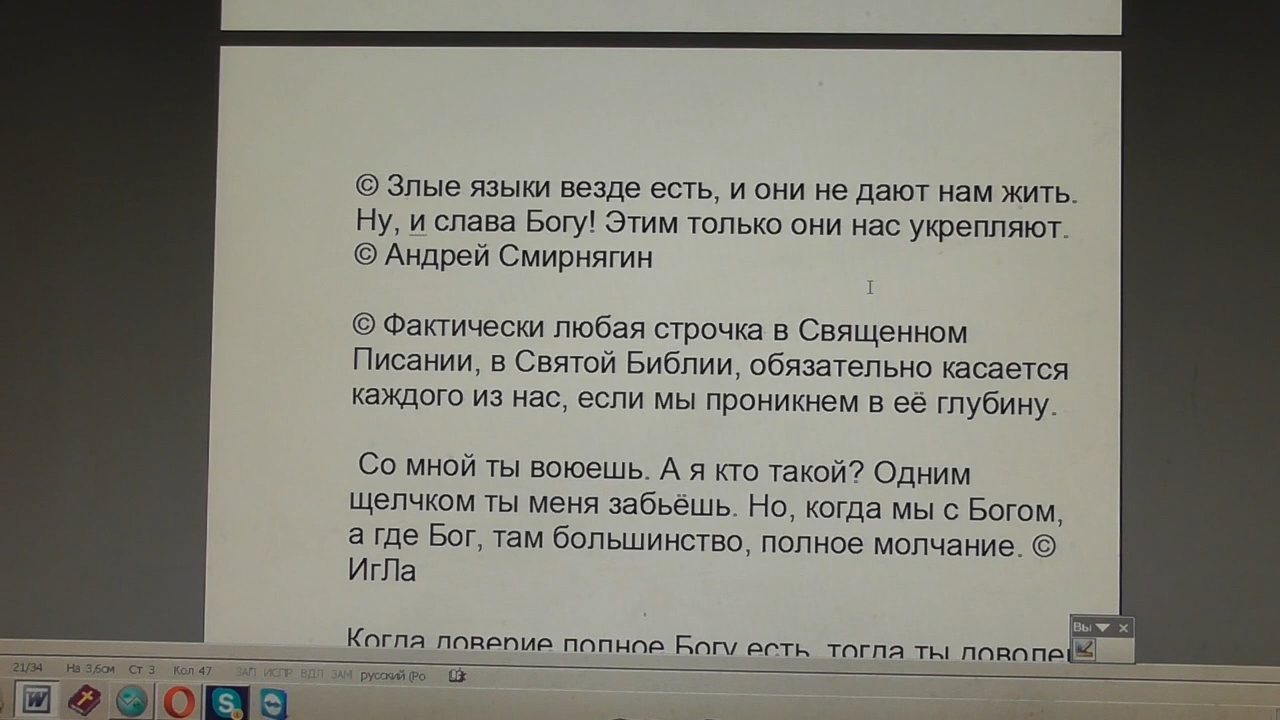 © Злые языки везде есть, и они не дают нам жить.
Ну, и слава Богу! Этим только они нас укрепляют.
© Андрей Смирнягин
© Фактически любая строчка в Священном
Писании, в Святой Библии, обязательно касается
каждого из нас, если мы проникнем в её глубину.
Со мной ты воюешь. А я кто такой? Одним
щелчком ты меня забьёшь. Но, когда мы с Богом,
а где Бог, там большинство, полное молчание. ©
ИгЛа
Когда доверие полное Богу есть, тогда ты доволен
Вы
21/34 На 3,6см Ст 3 Кол 47 ЗАП ИСПР ВДЛ ЗАМ русский (Ро